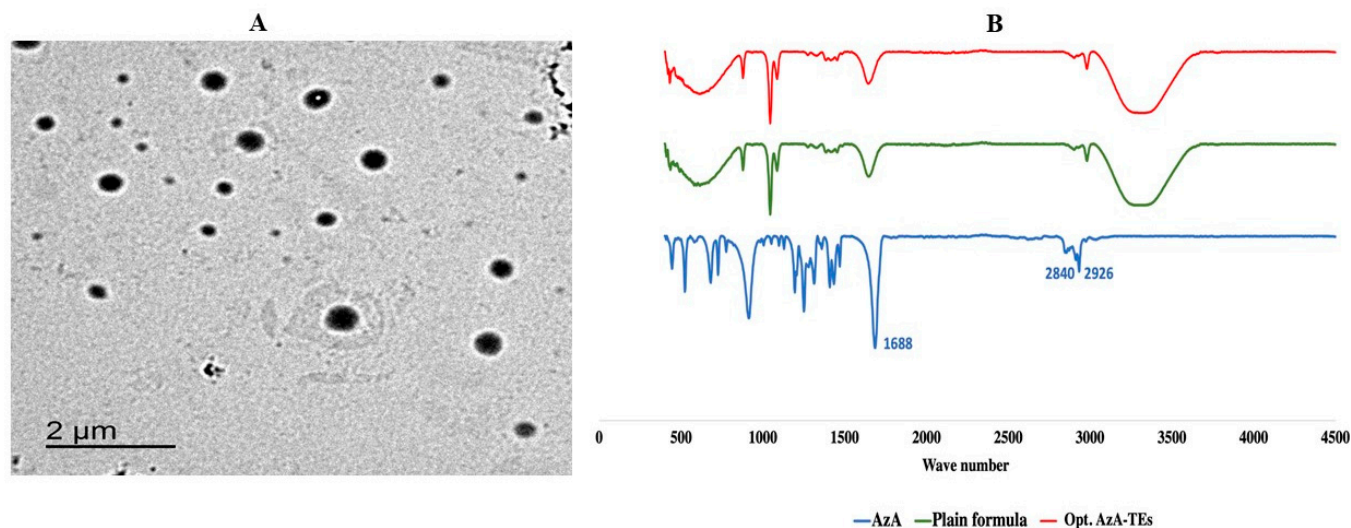 A
B
2 µm
2840 2926
1688
0 500 1000 1500 2000 2500 3000 3500 4000 4500
Wave number
AzA Plain formula Opt. AzA-TEs